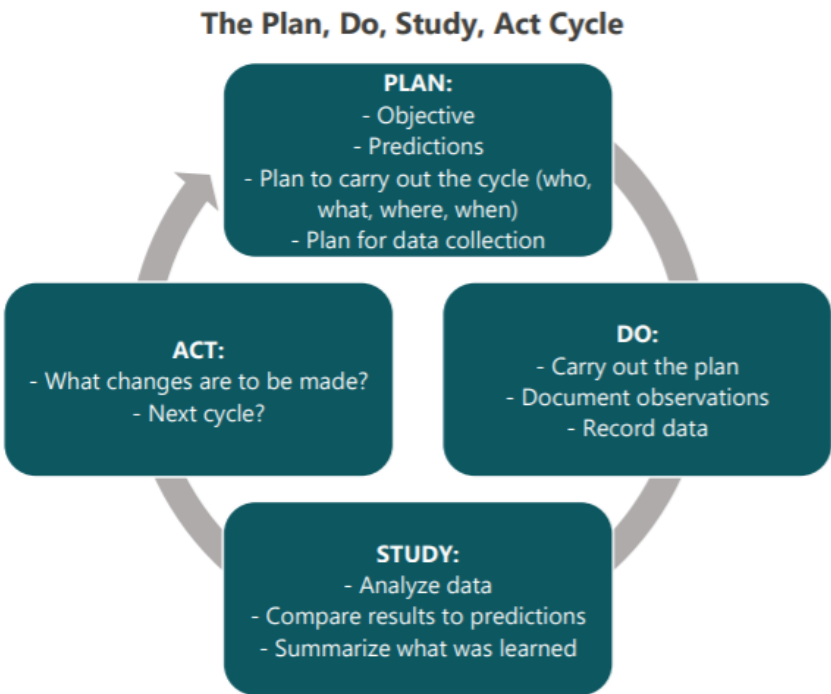 The Plan, Do, Study, Act Cycle
PLAN:
- Objective
- Predictions
- Plan to carry out the cycle (who,
what, where, when)
- Plan for data collection
DO:
- Carry out the plan
- Document observations
- Record data
STUDY:
- Analyze data
- Compare results to predictions
- Summarize what was learned
ACT:
- What changes are to be made?
- Next cycle?